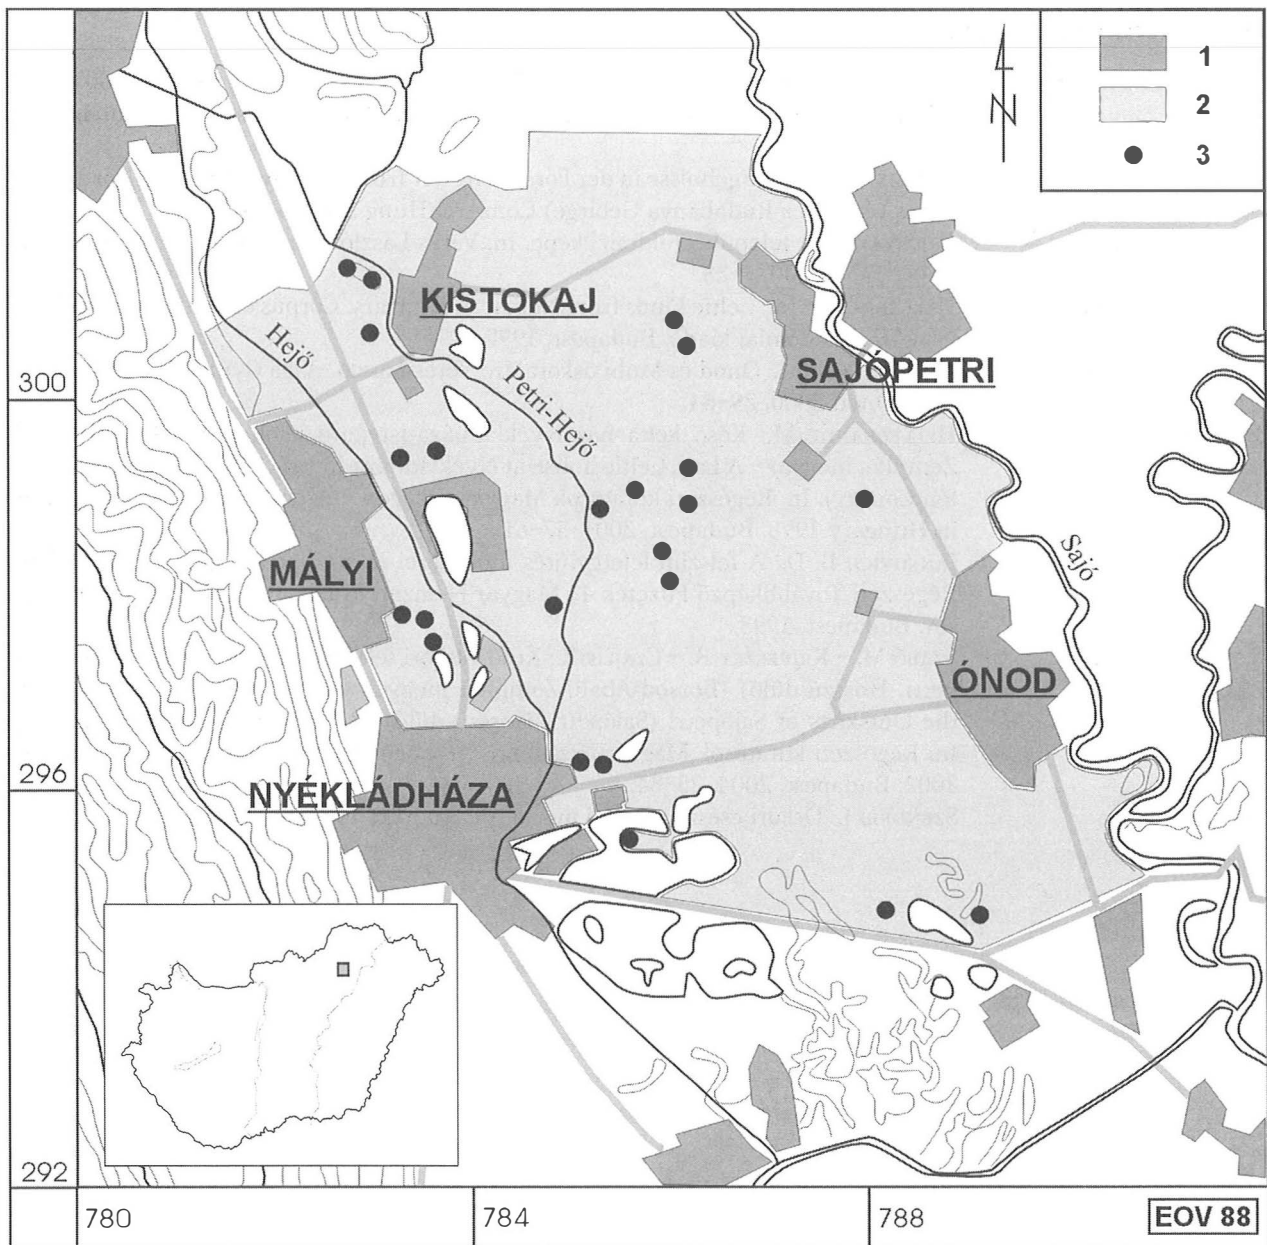 1
2
N
3
KISTOKAJ
Hejő
SAJÓPETRI
300
Petri-Hejő
Sajó
MÁLYI
ÓNOD
296
NYÉKLÁDHÁZA
292
780
784
788
EOV 88